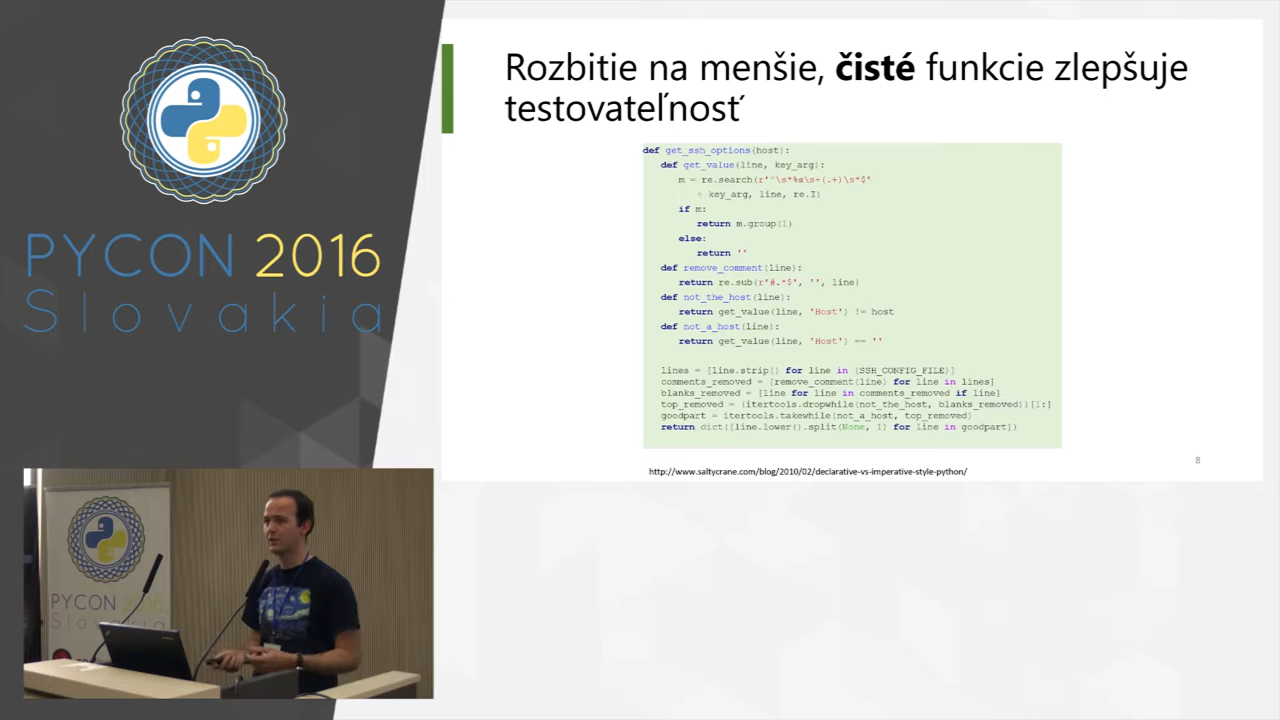 PYCON 2016
Slovakia
Rozbitie na menšie, čisté funkcie zlepšuje
testovateľnosť
def get_ssh_options(host):
def get_value(line, key_arg):
m = re.search(r'^\s*%s\s+(.+)\s*$'
% key_arg, line, re.I)
if m:
return m.group(1)
else:
return ''
def remove_comment(line):
return re.sub(r'#.*$', '', line)
def not_the_host(line):
return get_value(line, 'Host') != host
def not_a_host(line):
return get_value(line, 'Host') == ''
lines = [line.strip() for line in (SSH_CONFIG_FILE)]
comments_removed = [remove_comment(line) for line in lines]
blanks_removed = [line for line in comments_removed if line]
top_removed = (itertools.dropwhile(not_the_host, blanks_removed))[1:]
goodpart = itertools.takewhile(not_a_host, top_removed)
return dict([line.lower().split(None, 1) for line in goodpart])
http://www.saltycrane.com/blog/2010/02/declarative-vs-imperative-style-python/
8
PYCON 2016
Slovakia